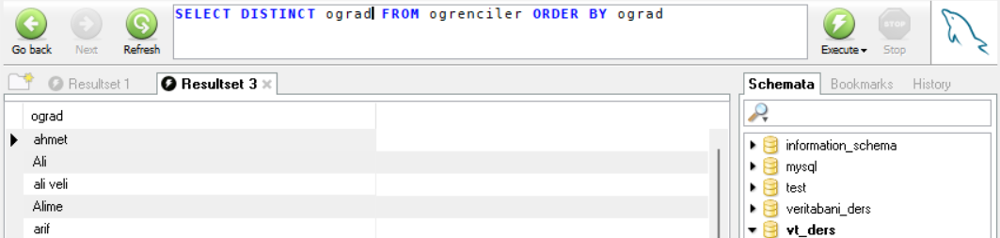 SELECT DISTINCT ograd FROM ogrenciler ORDER BY ograd
Go back Next Refresh Execute Stop
STOP
Resultset 1 Resultset 3
Schemata Bookmarks History
ograd
ahmet
Ali
ali veli
Alime
arif
information_schema
mysql
test
veritabani_ders
vt_ders